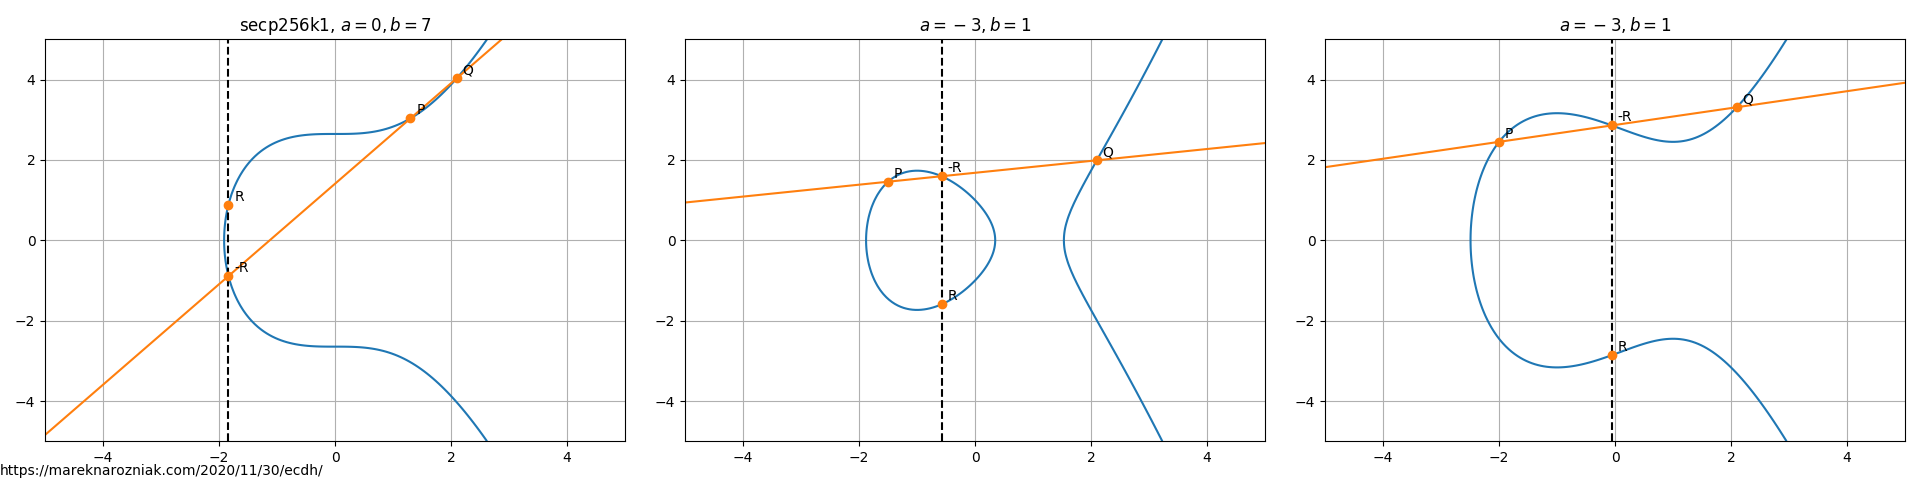 secp256k1, a = 0, b = 7
a = − 3, b = 1
a = − 3, b = 1
4
2
0
−2
−4
−4
−2
0
2
4
P
Q
R
-R
4
2
0
−2
−4
−4
−2
0
2
4
P
-R
Q
R
4
2
0
−2
−4
−4
−2
0
2
4
P
-R
Q
R
https://mareknarozniak.com/2020/11/30/ecdh/